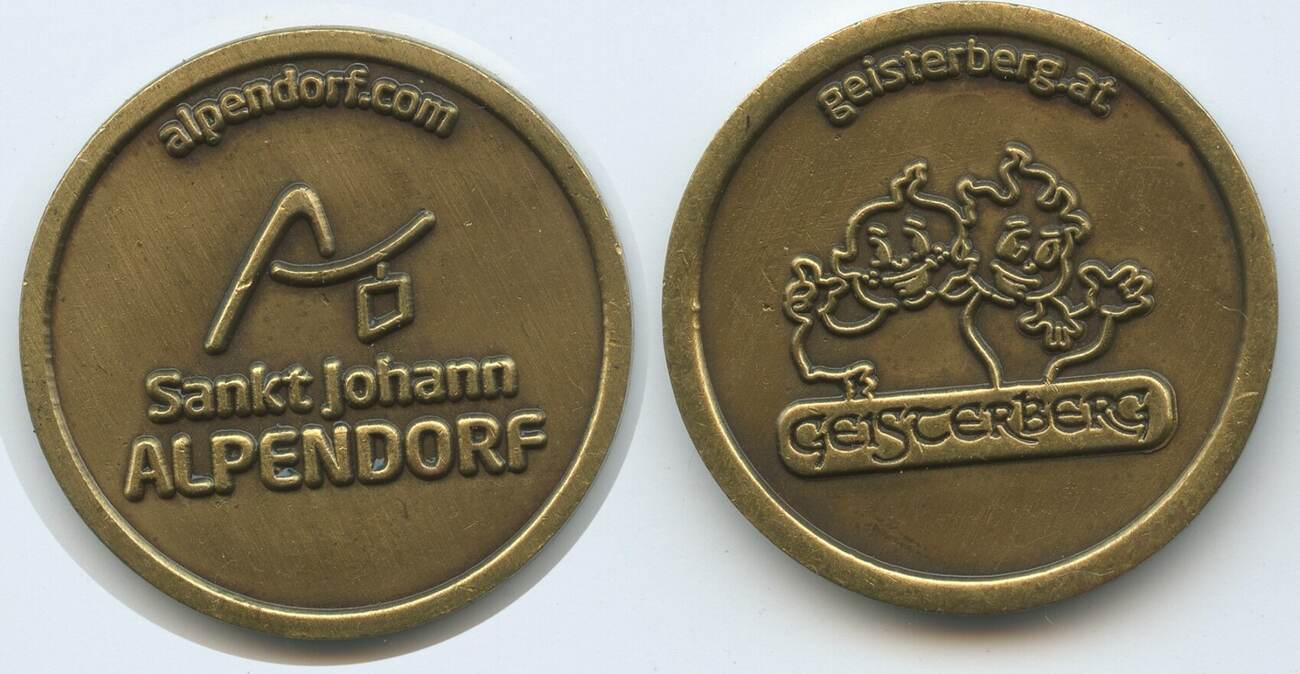 alpendorf.com
Sankt Johann
ALPENDORF
geisterberg.at
GEISTERBERG